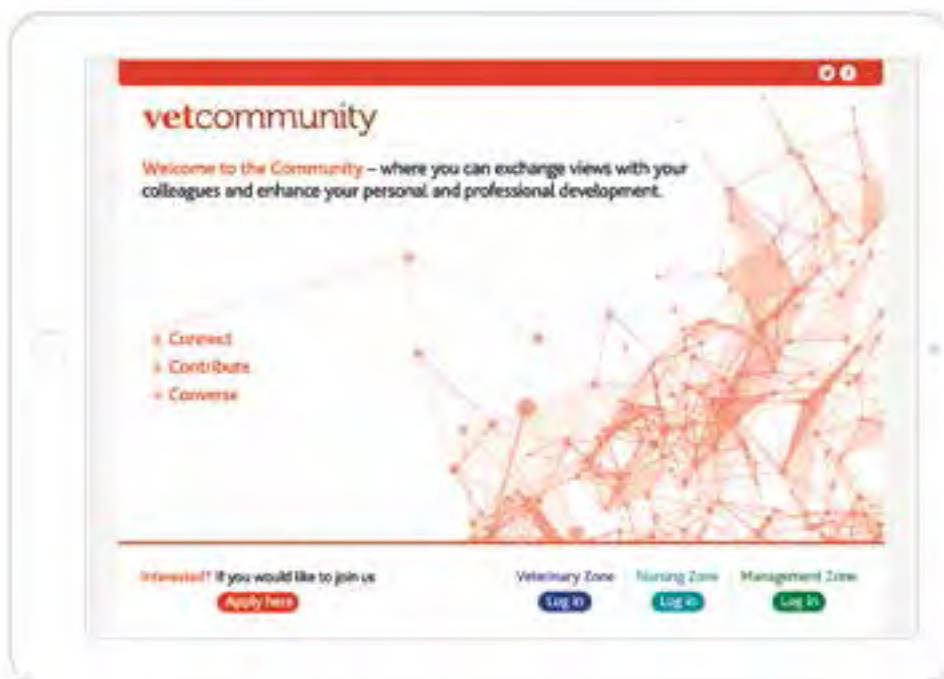 vetcommunity
Welcome to the Community – where you can exchange views with your
colleagues and enhance your personal and professional development.
Connect
Contribute
Converse
Interested? If you would like to join us
Apply here
Veterinary Zone Nursing Zone Management Zone
Log in Log in Log in